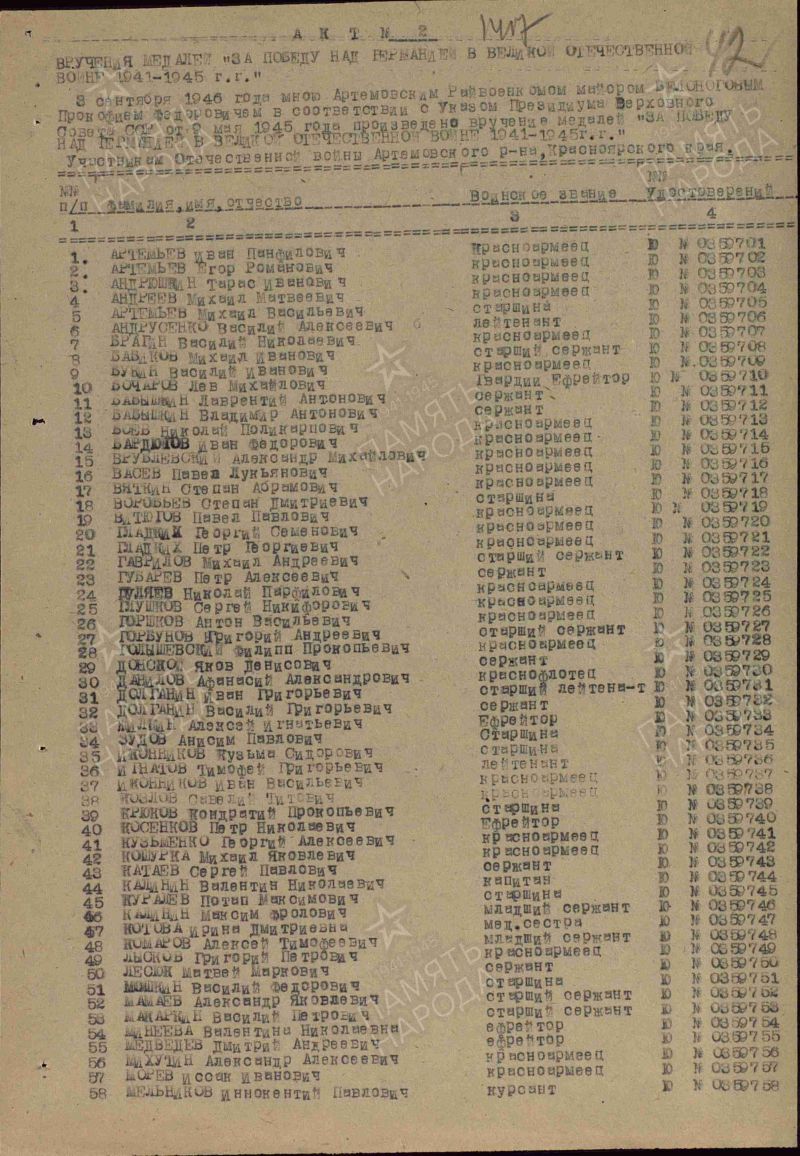 АКТ № 2
1407
42
ВРУЧЕНИЯ МЕДАЛЕЙ "ЗА ПОБЕДУ НАД ГЕРМАНИЕЙ В ВЕЛИКОЙ ОТЕЧЕСТВЕННОЙ
ВОЙНЕ 1941-1945 г.г."
3 сентября 1946 года мною Артемовским Райвоенкомом майором БЕЛОНОГОВЫМ
Прокофием Федоровичем в соответствии с Указом Президиума Верховного
Совета ССР от 9 мая 1945 года произведено вручение медалей "ЗА ПОБЕДУ
НАД ГЕРМАНИЕЙ В ВЕЛИКОЙ ОТЕЧЕСТВЕННОЙ ВОЙНЕ 1941-1945г.г."
Участникам Отечественной войны Артемовского р-на, Красноярского края.
№№ п/п фамилия, имя, отчество Воинское звание №№ Удостоверений
1 2 3 4
1. АРТЕМЬЕВ Иван Панфилович Красноармеец Ю № 0359701
2. АРТЕМЬЕВ Егор Романович красноармеец Ю № 0359702
3. АНДРЮШКИН Тарас Иванович красноармеец Ю № 0359703
4 АНДРЕЕВ Михаил Матвеевич красноармеец Ю № 0359704
5 АРТЕМЬЕВ Михаил Васильевич старшина Ю № 0359705
6 АНДРУСЕНКО Василий Алексеевич лейтенант Ю № 0359706
7 БРАГИН Василий Николаевич красноармеец Ю № 0359707
8 БАБИКОВ Михаил Иванович старший сержант Ю № 0359708
9 БУКИН Василий Иванович красноармеец Ю №.0359709
10 БОЧАРОВ Лев Михайлович Гвардии Ефрейтор Ю № 0359710
11 БАБЫШКИН Лаврентий Антонович сержант Ю № 0359711
12 БАБЫШКИН Владимир Антонович сержант Ю № 0359712
13 БОЕВ Николай Поликарпович красноармеец Ю № 0359713
14 БАРДЮКОВ Иван Федорович красноармеец Ю № 0359714
15 ВРУБЛЕВСКИЙ Александр Михайлович красноармеец Ю № 0359715
16 ВАСЕВ Павел Лукьянович красноармеец Ю № 0359716
17 ВЯТКИН Степан Абрамович красноармеец Ю № 0359717
18 ВОРОБЬЕВ Степан Дмитриевич старшина Ю № 0359718
19 ВИТЮГОВ Павел Павлович красноармеец Ю № 0359719
20 ГЛАДКИХ Георгий Семенович красноармеец Ю № 0359720
21 ГЛАДКИХ Петр Георгиевич красноармеец Ю № 0359721
22 ГАВРИЛОВ Михаил Андреевич старший сержант Ю № 0359722
23 ГУБАРЕВ Петр Алексеевич сержант Ю № 0359723
24 ГУЛЯЕВ Николай Парфилович красноармеец Ю № 0359724
25 ГЛУШКОВ Сергей Никифорович красноармеец Ю № 0359725
26 ГОРШКОВ Антон Васильевич красноармеец Ю № 0359726
27 ГОРБУНОВ Григорий Андреевич старший сержант Ю № 0359727
28 ГОЛЫШЕВСКИЙ Филипп Прокопьевич красноармеец Ю № 0359728
29 ДОНСКОЙ Яков Денисович сержант Ю № 0359729
30 ДАНИЛОВ Афанасий Александрович краснофлотец Ю № 0359730
31 ДОЛГАНИН Иван Григорьевич старший лейтена-т Ю № 0359731
32 ДОЛГАНИН Василий Григорьевич сержант Ю № 0359732
33 Алексей Игнатьевич Ефрейтор Ю № 0359733
34 ЗУДОВ Анисим Павлович Старшина Ю № 0359734
35 ИКОННИКОВ Кузьма Сидорович старшина Ю № 0359735
36 ИГНАТОВ Тимофей Григорьевич лейтенант Ю № 0359736
37 ИКОННИКОВ Иван Васильевич красноармеец Ю № 0359737
38 КОЗЛОВ Савелий Титович красноармеец Ю № 0359738
39 КРЮКОВ Кондратий Прокопьевич старшина Ю № 0359739
40 КОСЕНКОВ Петр Николаевич Ефрейтор Ю № 0359740
41 КУЗЬМЕНКО Георгий Алексеевич красноармеец Ю № 0359741
42 КОШУРКА Михаил Яковлевич красноармеец Ю № 0359742
43 КАТАЕВ Сергей Павлович сержант Ю № 0359743
44 КАЛИНИН Валентин Николаевич капитан Ю № 0359744
45 КУРАЛЕВ Потап Максимович старшина Ю № 0359745
46 КАЛИНИН Максим Фролович младший сержант Ю № 0359746
47 КОТОВА Ирина Дмитриевна мед.сестра Ю № 0359747
48 КОМАРОВ Алексей Тимофеевич младший сержант Ю № 0359748
49 ЛЫСКОВ Григорий Петрович красноармеец Ю № 0359749
50 ЛЕСЮК Матвей Маркович сержант Ю № 0359750
51 МОШКИН Василий Федорович старшина Ю № 0359751
52 МАМАЕВ Александр Яковлевич старший сержант Ю № 0359752
53 МАКАРКИН Василий Петрович старший сержант Ю № 0359753
54 МИНЕЕВА Валентина Николаевна ефрейтор Ю № 0359754
55 МЕДВЕДЕВ Дмитрий Андреевич ефрейтор Ю № 0359755
56 МИХУТИН Александр Алексеевич красноармеец Ю № 0359756
57 МОРЕВ Иссак Иванович красноармеец Ю № 0359757
58 МЕЛЬНИКОВ Иннокентий Павлович курсант Ю № 0359758